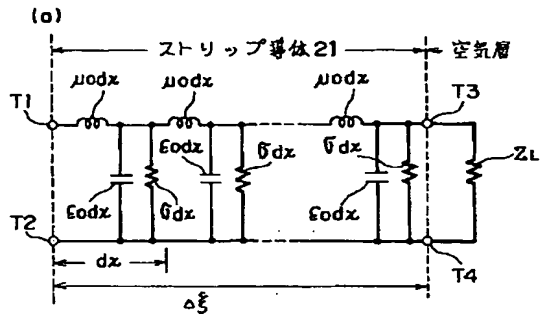 (a)
ストリップ導体21
空気層
μodx
μodx
μodx
T1
T3
εodx
σdx
εodx
σdx
σdx
εodx
ZL
T2
T4
dx
Δξ